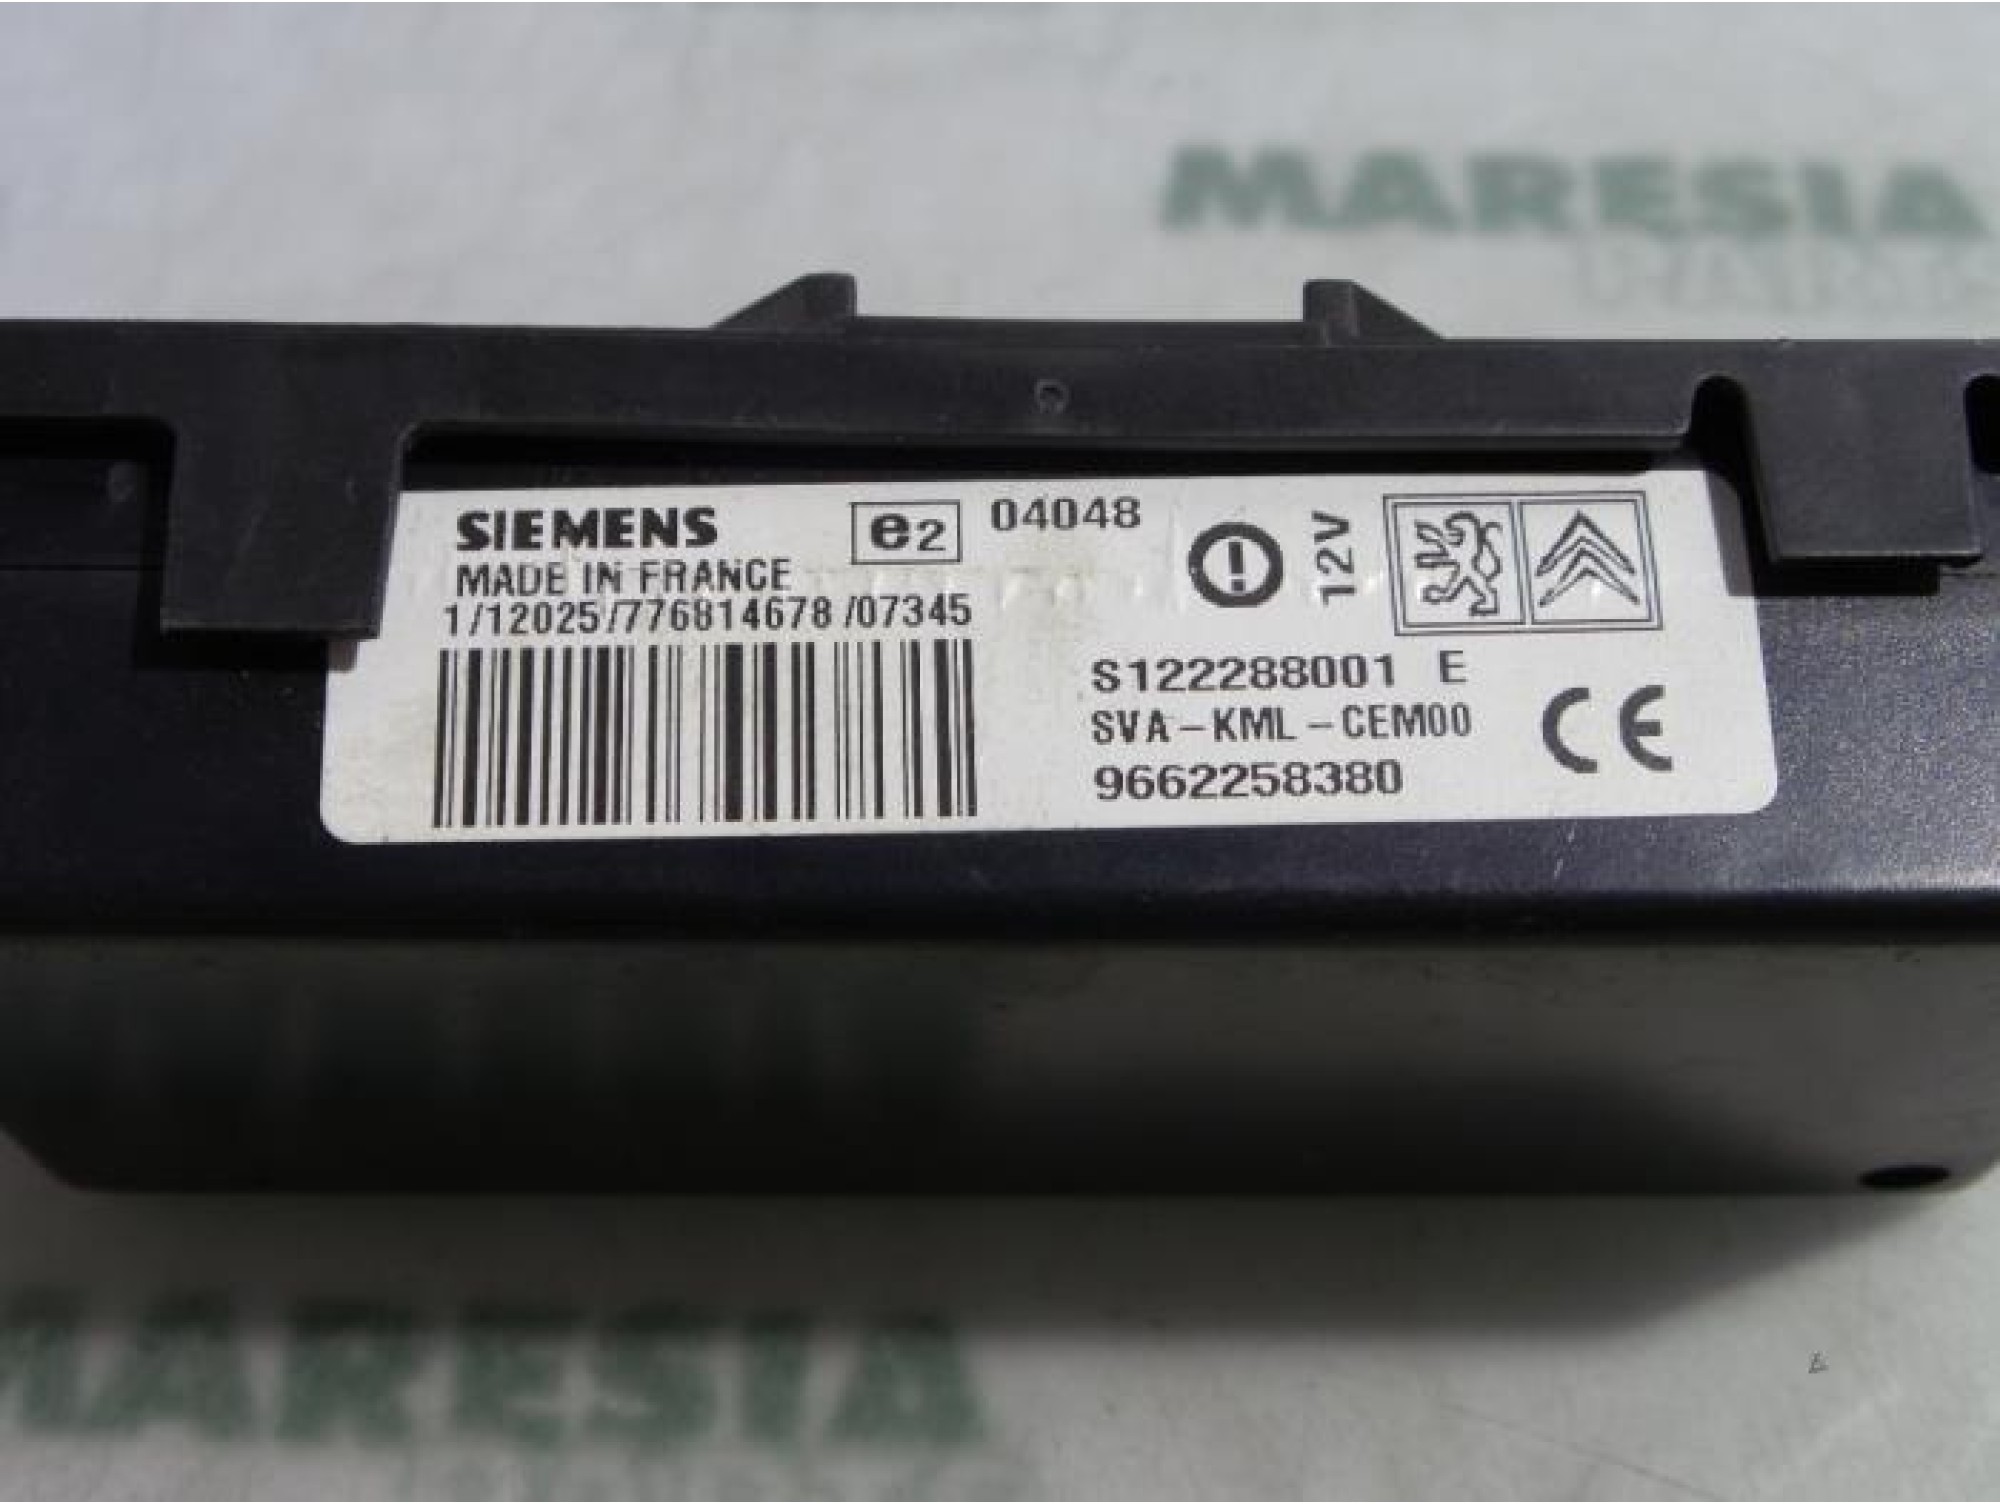 MARESIA
PARTS
SIEMENS
e2 04048
MADE IN FRANCE
1/12025/776814678/07345
12V
S122288001 E
SVA-KML-CEM00
9662258380
CE
MARESIA